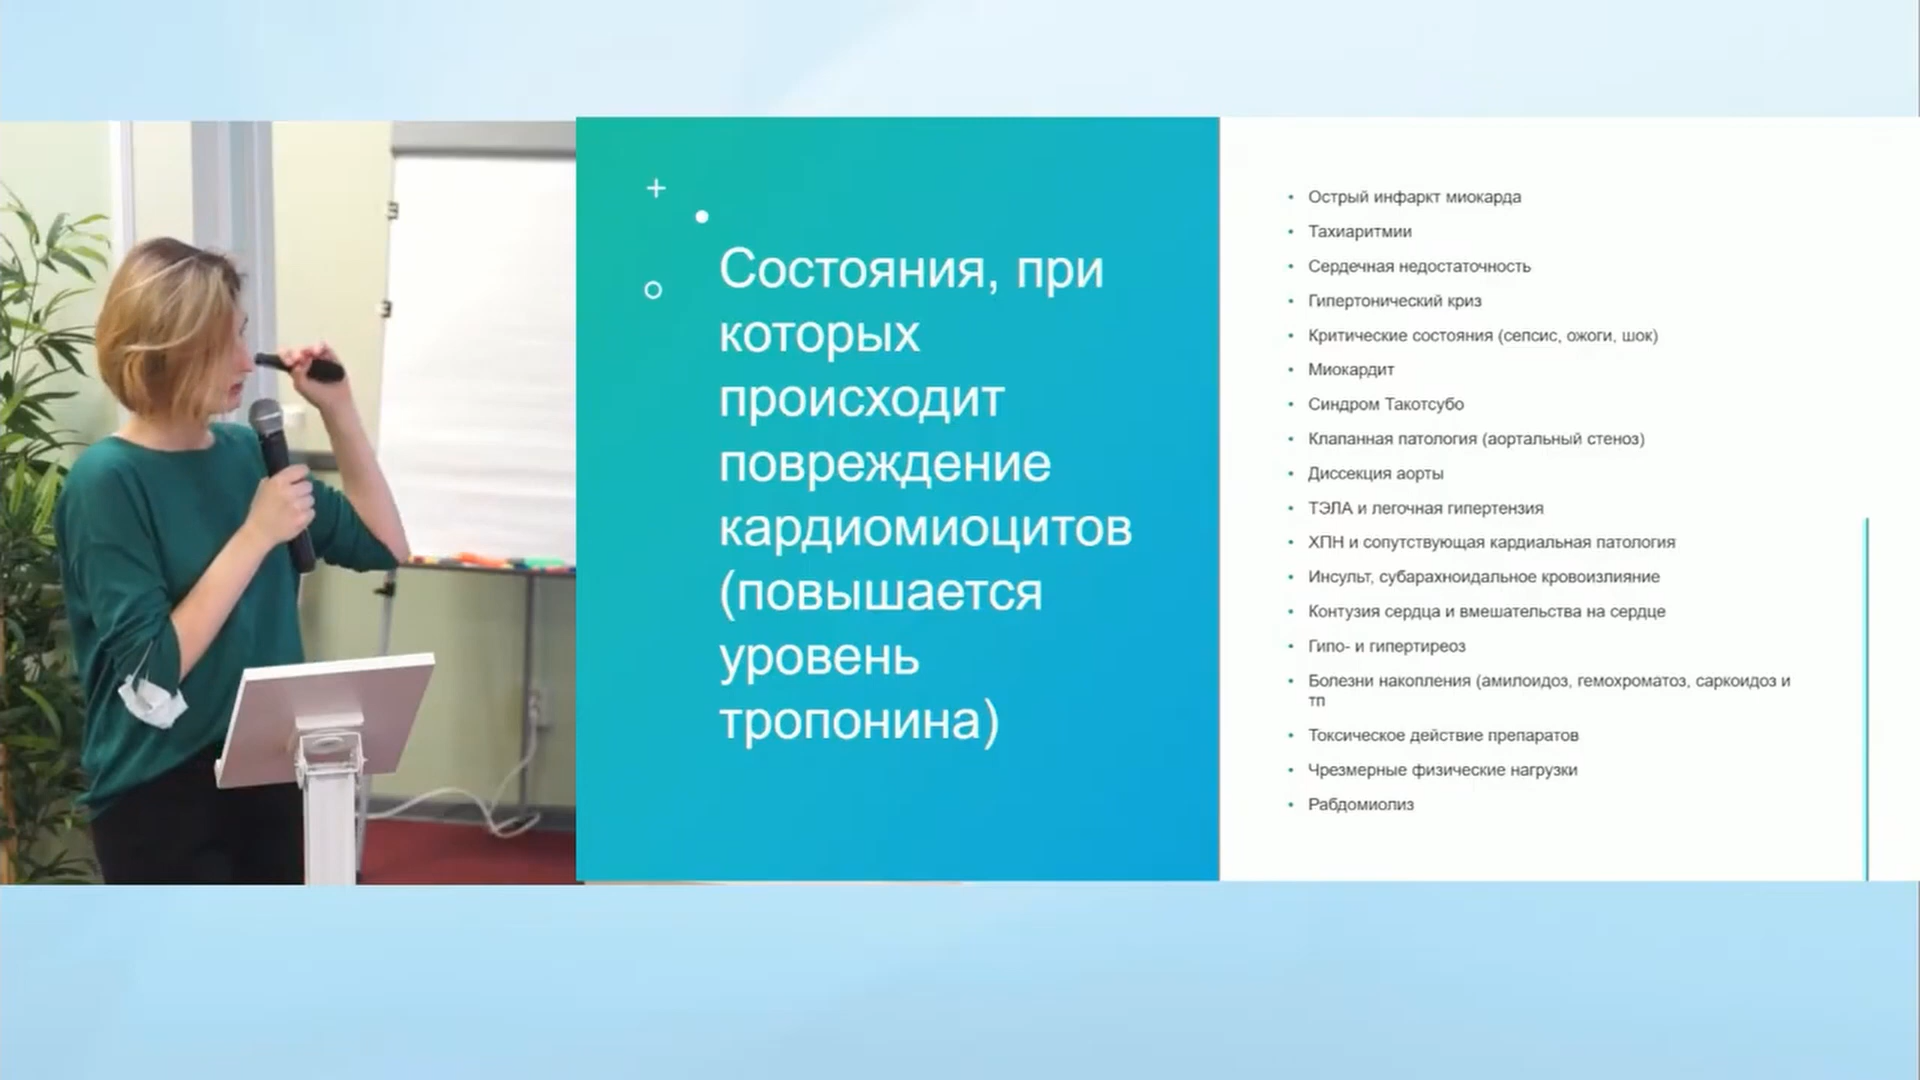 Состояния, при
которых
происходит
повреждение
кардиомиоцитов
(повышается
уровень
тропонина)
• Острый инфаркт миокарда
• Тахиаритмии
• Сердечная недостаточность
• Гипертонический криз
• Критические состояния (сепсис, ожоги, шок)
• Миокардит
• Синдром Такотсубо
• Клапанная патология (аортальный стеноз)
• Диссекция аорты
• ТЭЛА и легочная гипертензия
• ХПН и сопутствующая кардиальная патология
• Инсульт, субарахноидальное кровоизлияние
• Контузия сердца и вмешательства на сердце
• Гипо- и гипертиреоз
• Болезни накопления (амилоидоз, гемохроматоз, саркоидоз и
тп
• Токсическое действие препаратов
• Чрезмерные физические нагрузки
• Рабдомиолиз